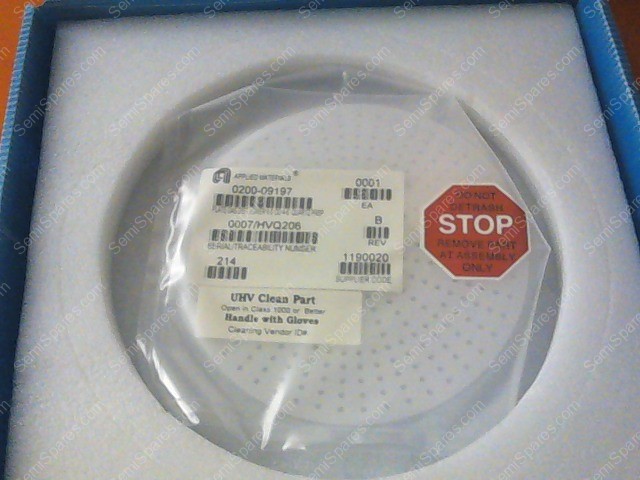 APPLIED MATERIALS
0200-09197
0001
EA
0007/HVQ206
B
REV
SERIAL/TRACEABILITY NUMBER
214
1190020
SUPPLIER CODE
UHV Clean Part
Open in Class 1000 or Better
Handle with Gloves
Cleaning Vendor ID#
DO NOT
DETRASH
STOP
REMOVE PART
AT ASSEMBLY
ONLY
SemiSpares.com